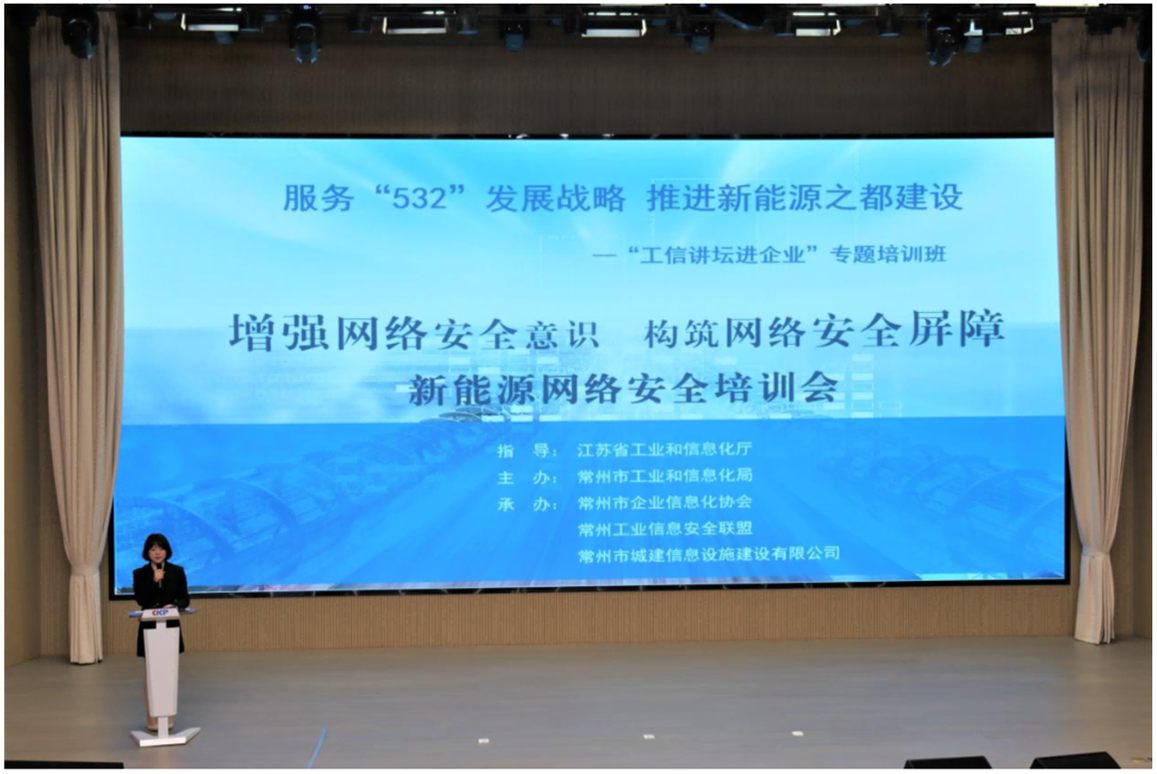 服务“532”发展战略 推进新能源之都建设
—“工信讲坛进企业”专题培训班
增强网络安全意识 构筑网络安全屏障
新能源网络安全培训会
指 导：江苏省工业和信息化厅
主 办：常州市工业和信息化局
承 办：常州市企业信息化协会
常州工业信息安全联盟
常州市城建信息设施建设有限公司